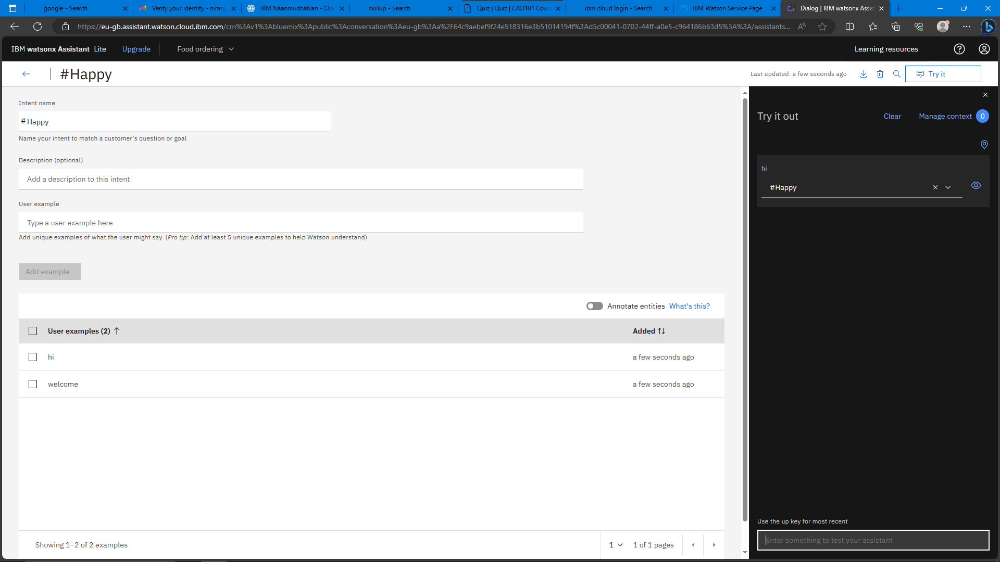 google - Search
Verify your identity - niranj
IBM Naanmudhalvan - Clo
skillup - Search
Quiz | Quiz | CAD101 Cour
ibm cloud login - Search
IBM Watson Service Page
Dialog | IBM watsonx Assis
https://eu-gb.assistant.watson.cloud.ibm.com/crn%3Av1%3Abluemix%3Apublic%3Aconversation%3Aeu-gb%3Aa%2F64c9aebef9f24e518316e3b51014194f%3Ad5c00041-0702-44ff-a0e5-c964186b63d5%3A%3A/assistants...
IBM watsonx Assistant Lite
Upgrade
Food ordering
Learning resources
#Happy
Last updated: a few seconds ago
Try it
Intent name
# Happy
Name your intent to match a customer's question or goal
Description (optional)
Add a description to this intent
User example
Type a user example here
Add unique examples of what the user might say. (Pro tip: Add at least 5 unique examples to help Watson understand)
Add example
Annotate entities What's this?
User examples (2)
Added
hi
a few seconds ago
welcome
a few seconds ago
Showing 1–2 of 2 examples
1
1 of 1 pages
Try it out
Clear
Manage context 0
hi
#Happy
Use the up key for most recent
Enter something to test your assistant